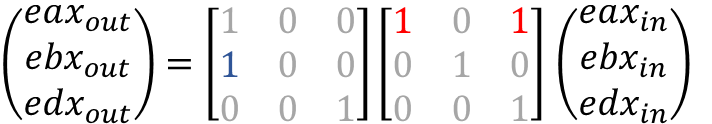 eax_out 1 0 0 1 0 1 eax_in
ebx_out = 1 0 0 0 1 0 ebx_in
edx_out 0 0 1 0 0 1 edx_in